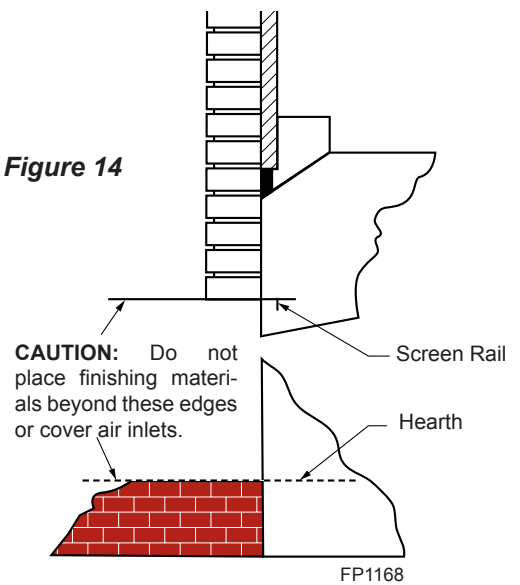 Figure 14
CAUTION: Do not
place finishing materi-
als beyond these edges
or cover air inlets.
Screen Rail
Hearth
FP1168